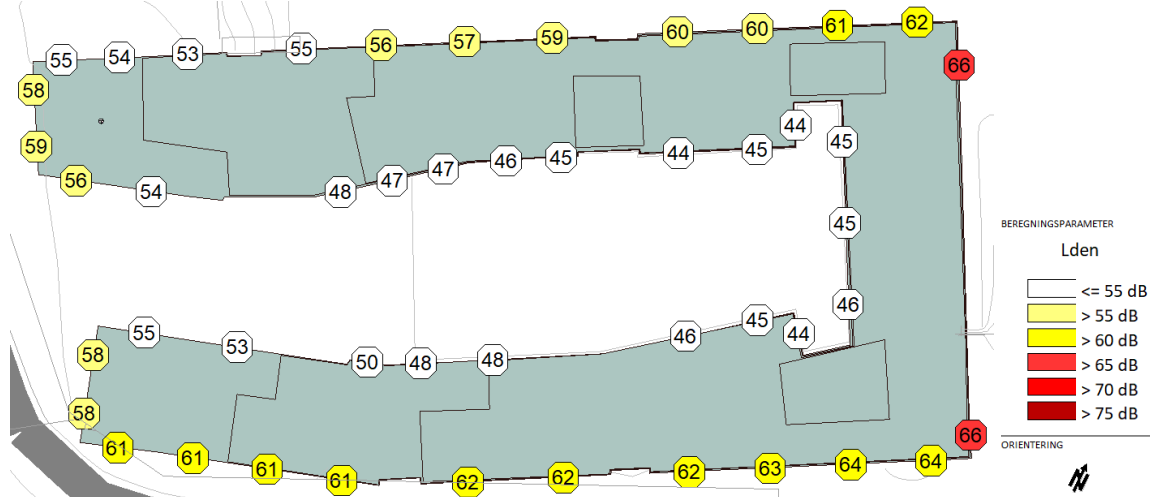 55 54 53 55 56 57 59 60 60 61 62
58 66
59 44 45
56 54 48 47 47 46 45 44 45
45
46
55 53 50 48 48 46 45 44
58
58
61 61 61 61 62 62 62 63 64 64 66
BEREGNINGSPARAMETER
Lden
<= 55 dB
> 55 dB
> 60 dB
> 65 dB
> 70 dB
> 75 dB
ORIENTERING
N